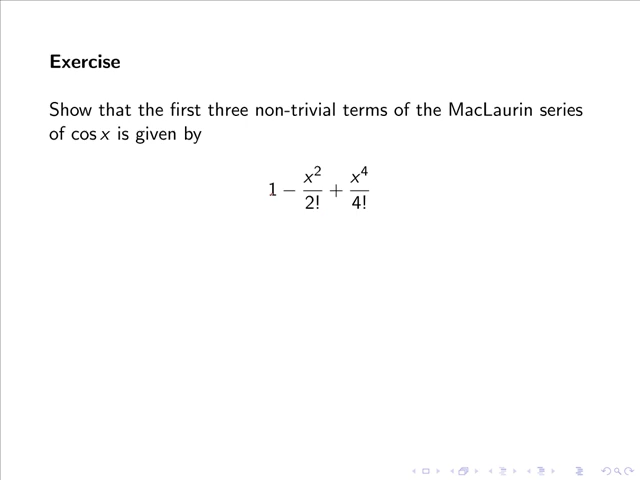 Exercise
Show that the first three non-trivial terms of the MacLaurin series
of cos x is given by
1 − x²/2! + x⁴/4!